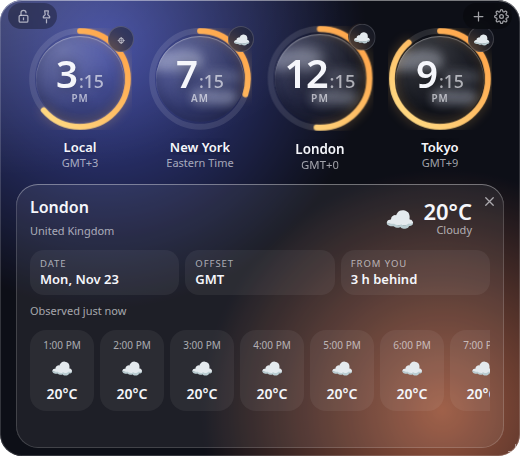 3:15
PM
7:15
AM
12:15
PM
9:15
PM
Local
GMT+3
New York
Eastern Time
London
GMT+0
Tokyo
GMT+9
London
United Kingdom
20°C
Cloudy
DATE
Mon, Nov 23
OFFSET
GMT
FROM YOU
3 h behind
Observed just now
1:00 PM 2:00 PM 3:00 PM 4:00 PM 5:00 PM 6:00 PM 7:00
20°C 20°C 20°C 20°C 20°C 20°C 20°